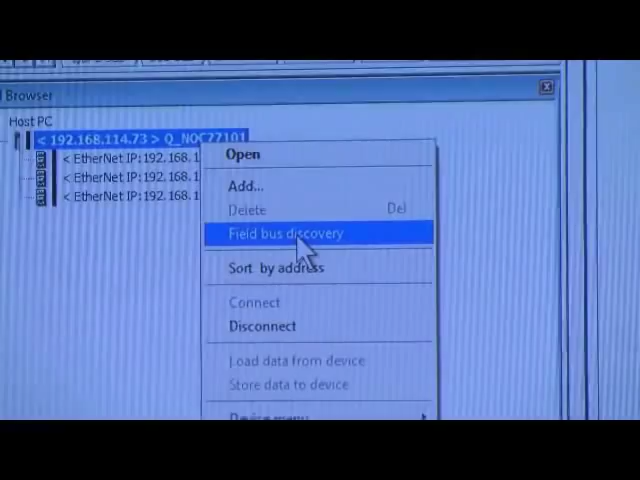 Browser
Host PC
< 192.168.114.73 > Q_NOC77101
< EtherNet IP:192.168.1
< EtherNet IP:192.168.1
< EtherNet IP:192.168.1
Open
Add...
Delete Del
Field bus discovery
Sort by address
Connect
Disconnect
Load data from device
Store data to device
Device menu